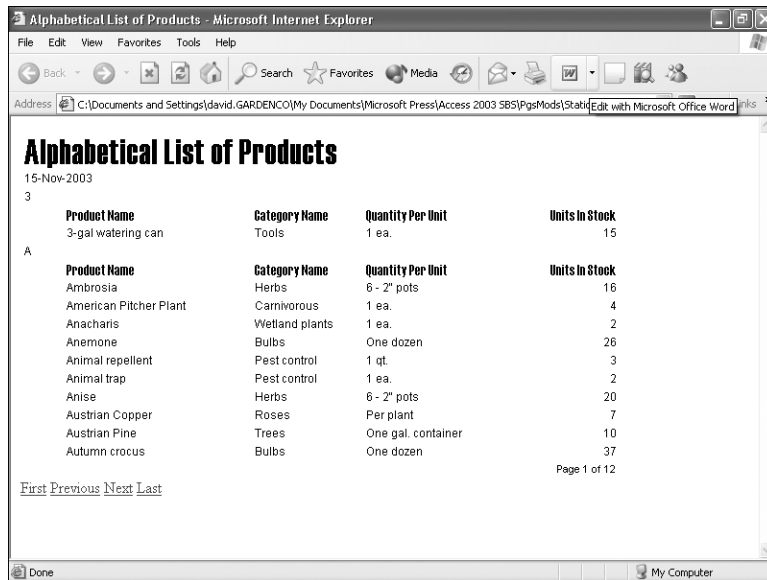 Alphabetical List of Products - Microsoft Internet Explorer
File Edit View Favorites Tools Help
Back Search Favorites Media
Address C:\Documents and Settings\david.GARDENCO\My Documents\Microsoft Press\Access 2003 SBS\PgsMods\Static
Edit with Microsoft Office Word
Alphabetical List of Products
15-Nov-2003
3
Product Name Category Name Quantity Per Unit Units In Stock
3-gal watering can Tools 1 ea. 15
A
Product Name Category Name Quantity Per Unit Units In Stock
Ambrosia Herbs 6 - 2" pots 16
American Pitcher Plant Carnivorous 1 ea. 4
Anacharis Wetland plants 1 ea. 2
Anemone Bulbs One dozen 26
Animal repellent Pest control 1 qt. 3
Animal trap Pest control 1 ea. 2
Anise Herbs 6 - 2" pots 20
Austrian Copper Roses Per plant 7
Austrian Pine Trees One gal. container 10
Autumn crocus Bulbs One dozen 37
Page 1 of 12
First Previous Next Last
Done My Computer